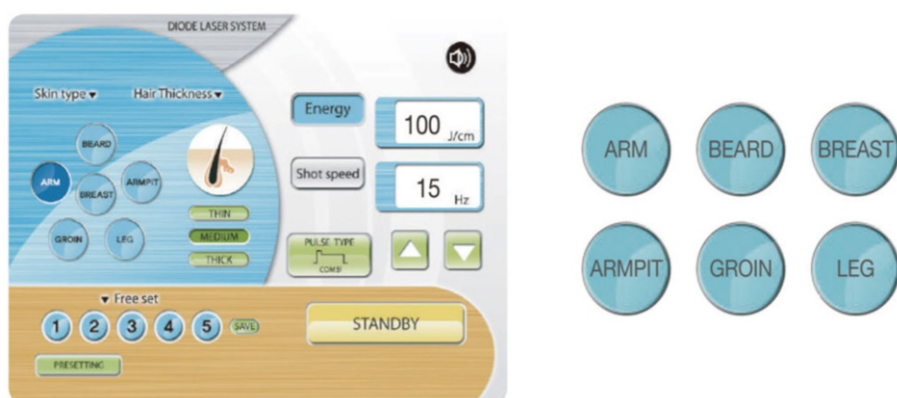 DIODE LASER SYSTEM
Skin type ▾ Hair Thickness ▾
BEARD
ARM
BREAST
ARMPIT
GROIN
LEG
THIN
MEDIUM
THICK
Energy
100
J/cm
Shot speed
15
Hz
PULSE TYPE
COMBI
▾ Free set
1 2 3 4 5 SAVE
STANDBY
PRESETTING
ARM BEARD BREAST
ARMPIT GROIN LEG